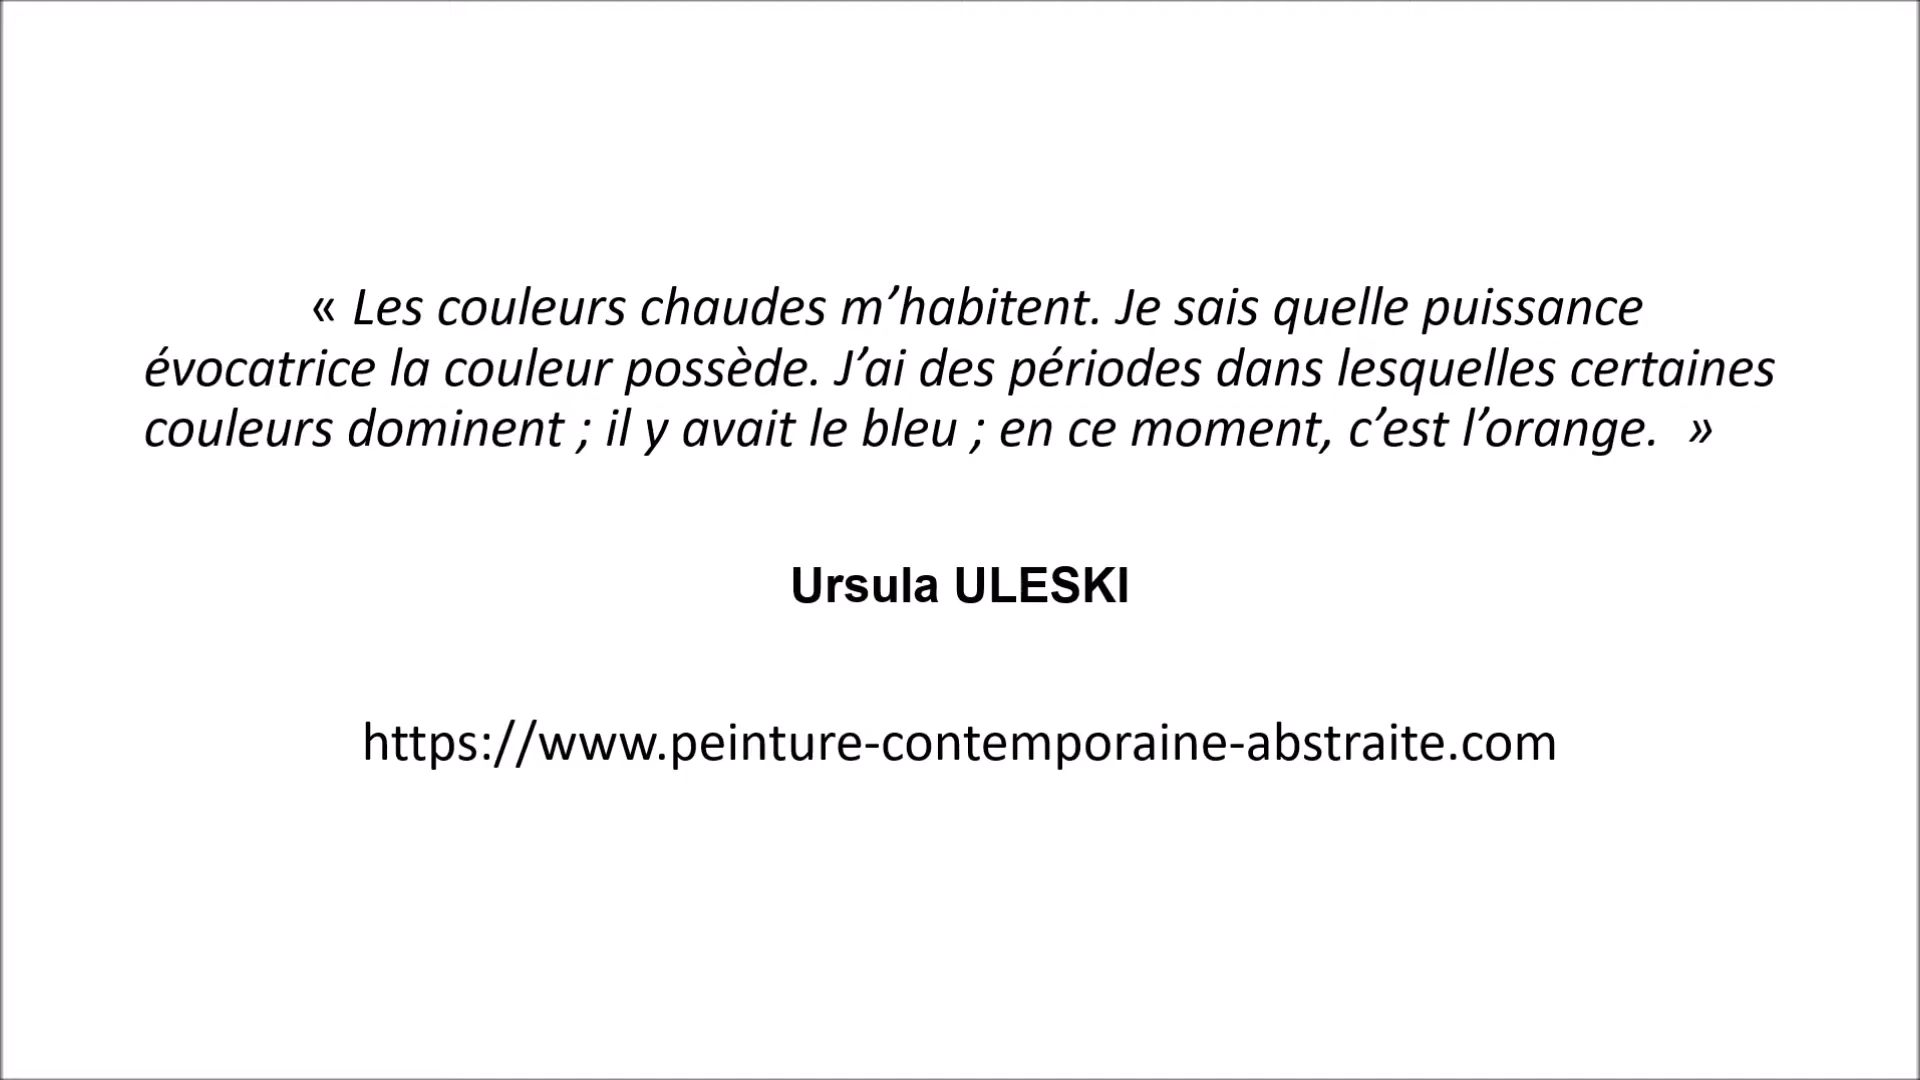 « Les couleurs chaudes m’habitent. Je sais quelle puissance
évocatrice la couleur possède. J’ai des périodes dans lesquelles certaines
couleurs dominent ; il y avait le bleu ; en ce moment, c’est l’orange.  »
Ursula ULESKI
https://www.peinture-contemporaine-abstraite.com